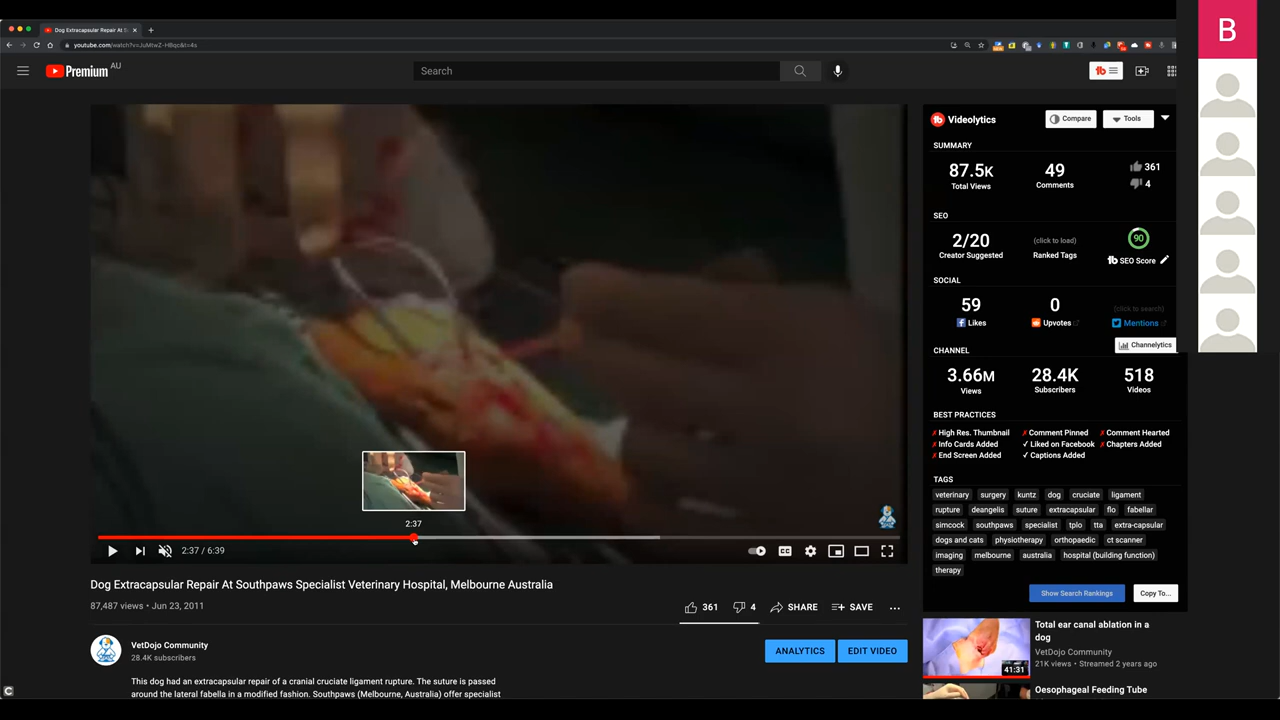 Dog Extracapsular Repair At S
youtube.com/watch?v=JuMtwZ-HBqc&t=4s
Premium AU
Search
2:37
2:37 / 6:39
Dog Extracapsular Repair At Southpaws Specialist Veterinary Hospital, Melbourne Australia
87,487 views • Jun 23, 2011
361
4
SHARE
SAVE
VetDojo Community
28.4K subscribers
ANALYTICS
EDIT VIDEO
This dog had an extracapsular repair of a cranial cruciate ligament rupture. The suture is passed
around the lateral fabella in a modified fashion. Southpaws (Melbourne, Australia) offer specialist
Videolytics
Compare
Tools
SUMMARY
87.5K
Total Views
49
Comments
361
4
SEO
2/20
Creator Suggested
(click to load)
Ranked Tags
90
SEO Score
SOCIAL
59
Likes
0
Upvotes
(click to search)
Mentions
Channelytics
CHANNEL
3.66M
Views
28.4K
Subscribers
518
Videos
BEST PRACTICES
✗ High Res. Thumbnail ✗ Comment Pinned ✗ Comment Hearted
✗ Info Cards Added ✓ Liked on Facebook ✗ Chapters Added
✗ End Screen Added ✓ Captions Added
TAGS
veterinary surgery kuntz dog cruciate ligament
rupture deangelis suture extracapsular flo fabellar
simcock southpaws specialist tplo tta extra-capsular
dogs and cats physiotherapy orthopaedic ct scanner
imaging melbourne australia hospital (building function)
therapy
Show Search Rankings
Copy To...
Total ear canal ablation in a
dog
VetDojo Community
21K views • Streamed 2 years ago
41:31
Oesophageal Feeding Tube
B